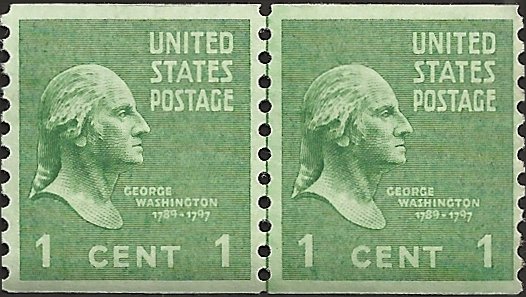 UNITED
STATES
POSTAGE
GEORGE
WASHINGTON
1789-1797
1 CENT 1
UNITED
STATES
POSTAGE
GEORGE
WASHINGTON
1789-1797
1 CENT 1